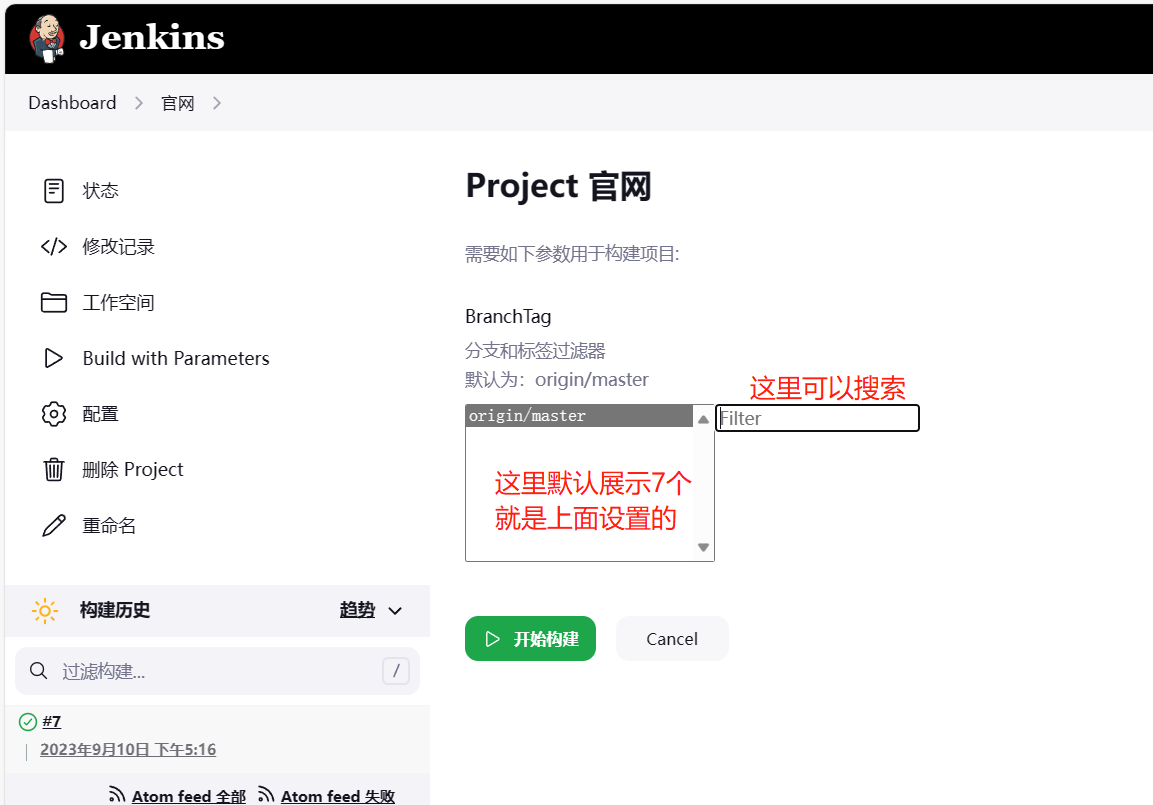 Jenkins
Dashboard
官网
状态
修改记录
工作空间
Build with Parameters
配置
删除 Project
重命名
构建历史
趋势
过滤构建...
/
#7
2023年9月10日 下午5:16
Atom feed 全部
Atom feed 失败
Project 官网
需要如下参数用于构建项目:
BranchTag
分支和标签过滤器
默认为：origin/master
这里可以搜索
origin/master
Filter
这里默认展示7个
就是上面设置的
开始构建
Cancel